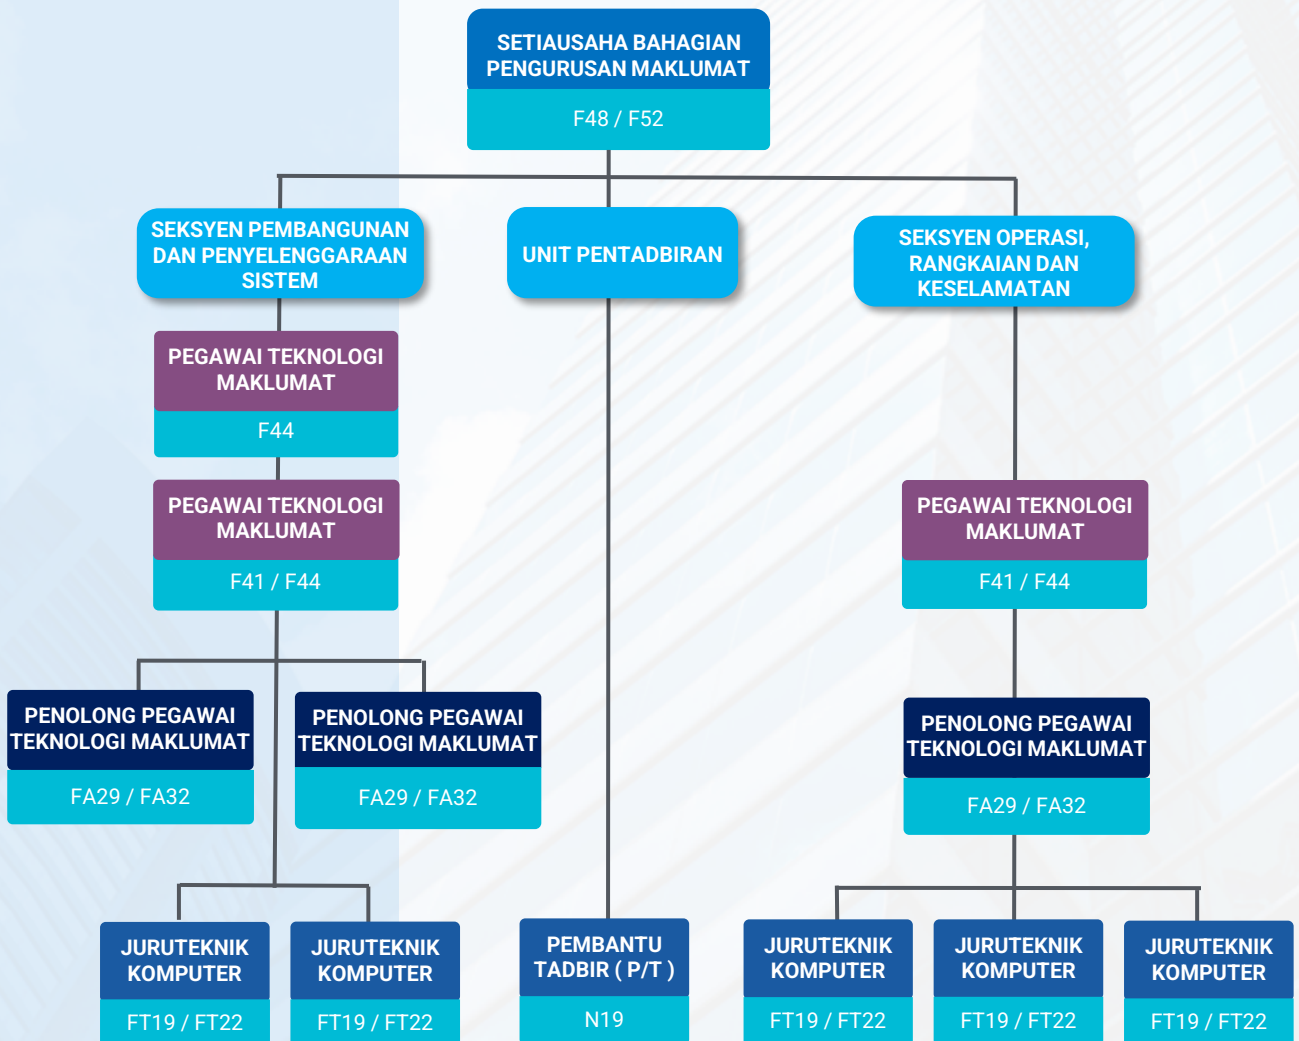 SETIAUSAHA BAHAGIAN
PENGURUSAN MAKLUMAT
F48 / F52
SEKSYEN PEMBANGUNAN
DAN PENYELENGGARAAN
SISTEM
UNIT PENTADBIRAN
SEKSYEN OPERASI,
RANGKAIAN DAN
KESELAMATAN
PEGAWAI TEKNOLOGI
MAKLUMAT
F44
PEGAWAI TEKNOLOGI
MAKLUMAT
F41 / F44
PEGAWAI TEKNOLOGI
MAKLUMAT
F41 / F44
PENOLONG PEGAWAI
TEKNOLOGI MAKLUMAT
FA29 / FA32
PENOLONG PEGAWAI
TEKNOLOGI MAKLUMAT
FA29 / FA32
PENOLONG PEGAWAI
TEKNOLOGI MAKLUMAT
FA29 / FA32
JURUTEKNIK
KOMPUTER
FT19 / FT22
JURUTEKNIK
KOMPUTER
FT19 / FT22
PEMBANTU
TADBIR ( P/T )
N19
JURUTEKNIK
KOMPUTER
FT19 / FT22
JURUTEKNIK
KOMPUTER
FT19 / FT22
JURUTEKNIK
KOMPUTER
FT19 / FT22